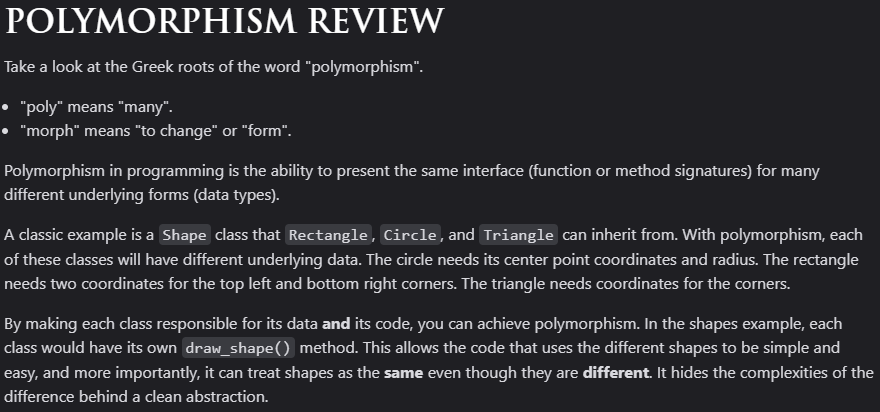 POLYMORPHISM REVIEW
Take a look at the Greek roots of the word "polymorphism".
• "poly" means "many".
• "morph" means "to change" or "form".
Polymorphism in programming is the ability to present the same interface (function or method signatures) for many
different underlying forms (data types).
A classic example is a Shape class that Rectangle, Circle, and Triangle can inherit from. With polymorphism, each
of these classes will have different underlying data. The circle needs its center point coordinates and radius. The rectangle
needs two coordinates for the top left and bottom right corners. The triangle needs coordinates for the corners.
By making each class responsible for its data and its code, you can achieve polymorphism. In the shapes example, each
class would have its own draw_shape() method. This allows the code that uses the different shapes to be simple and
easy, and more importantly, it can treat shapes as the same even though they are different. It hides the complexities of the
difference behind a clean abstraction.